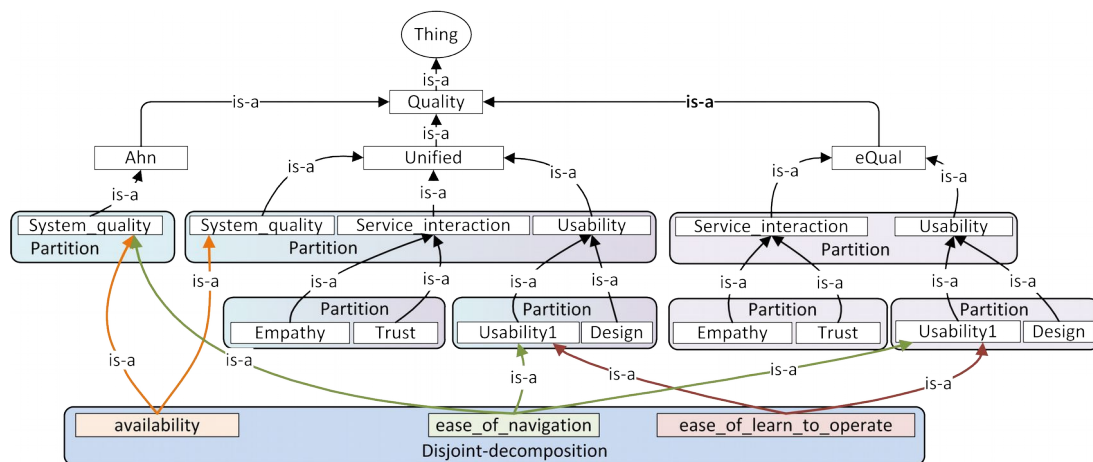 Thing
is-a
is-a
Quality
is-a
is-a
Ahn
Unified
eQual
is-a
is-a
is-a
is-a
is-a
is-a
System_quality
System_quality
Service_interaction
Usability
Service_interaction
Usability
Partition
Partition
Partition
is-a
is-a
is-a
is-a
is-a
is-a
is-a
is-a
is-a
Partition
Partition
Partition
Partition
Empathy
Trust
Usability1
Design
Empathy
Trust
Usability1
Design
is-a
is-a
is-a
is-a
is-a
is-a
availability
ease_of_navigation
ease_of_learn_to_operate
Disjoint-decomposition